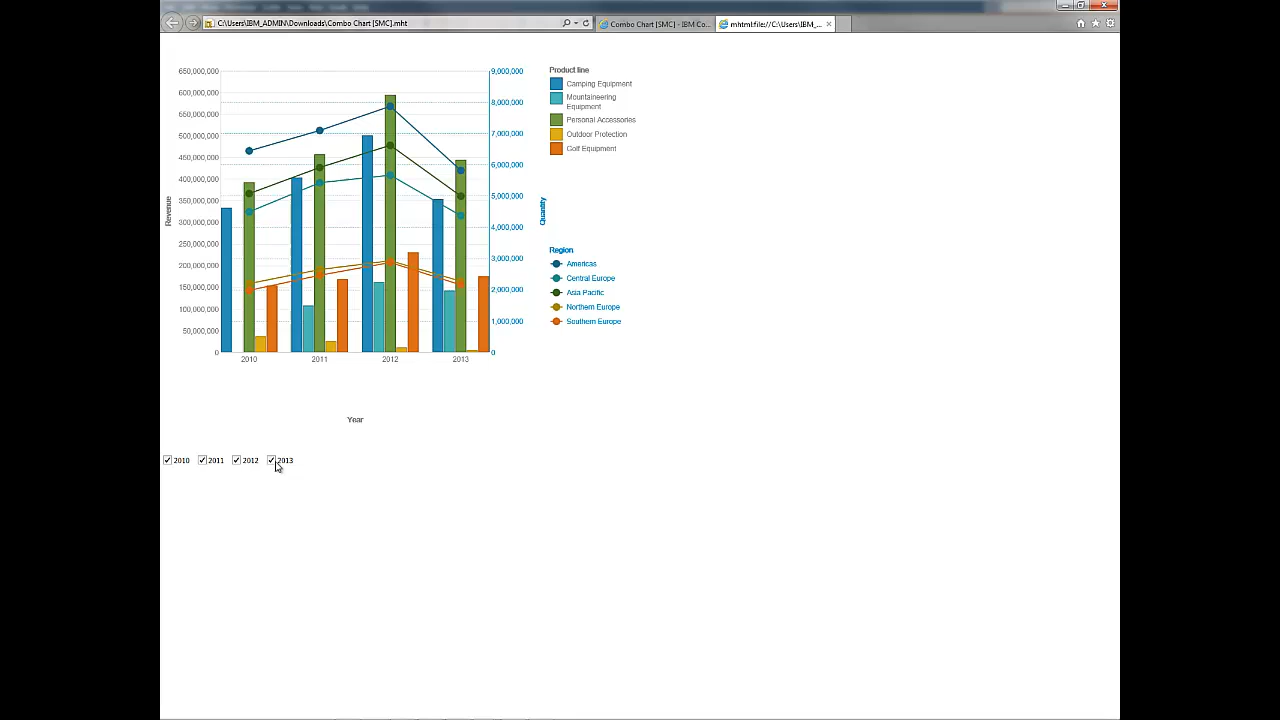 C:\Users\IBM_ADMIN\Downloads\Combo Chart [SMC].mht
Combo Chart [SMC] - IBM Co...
mhtml:file://C:\Users\IBM_...
650,000,000
600,000,000
550,000,000
500,000,000
450,000,000
400,000,000
350,000,000
300,000,000
250,000,000
200,000,000
150,000,000
100,000,000
50,000,000
0
Revenue
9,000,000
8,000,000
7,000,000
6,000,000
5,000,000
4,000,000
3,000,000
2,000,000
1,000,000
0
Quantity
2010 2011 2012 2013
Year
Product line
Camping Equipment
Mountaineering
Equipment
Personal Accessories
Outdoor Protection
Golf Equipment
Region
Americas
Central Europe
Asia Pacific
Northern Europe
Southern Europe
2010 2011 2012 2013